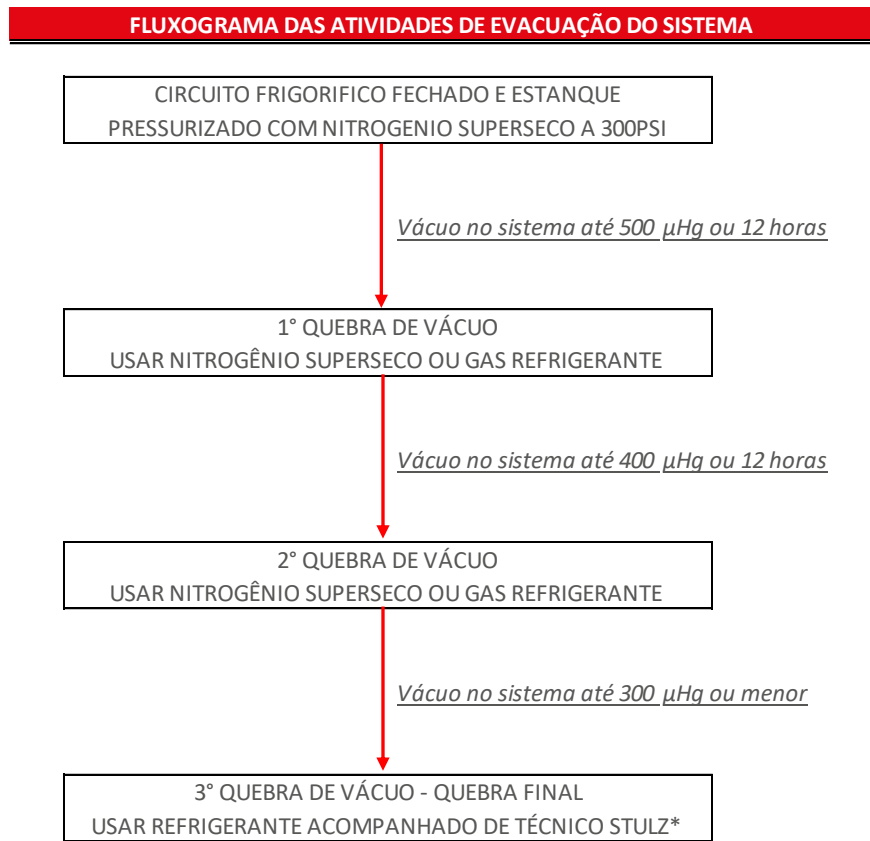 FLUXOGRAMA DAS ATIVIDADES DE EVACUAÇÃO DO SISTEMA
CIRCUITO FRIGORIFICO FECHADO E ESTANQUE
PRESSURIZADO COM NITROGENIO SUPERSECO A 300PSI
Vácuo no sistema até 500 µHg ou 12 horas
1° QUEBRA DE VÁCUO
USAR NITROGÊNIO SUPERSECO OU GAS REFRIGERANTE
Vácuo no sistema até 400 µHg ou 12 horas
2° QUEBRA DE VÁCUO
USAR NITROGÊNIO SUPERSECO OU GAS REFRIGERANTE
Vácuo no sistema até 300 µHg ou menor
3° QUEBRA DE VÁCUO - QUEBRA FINAL
USAR REFRIGERANTE ACOMPANHADO DE TÉCNICO STULZ*